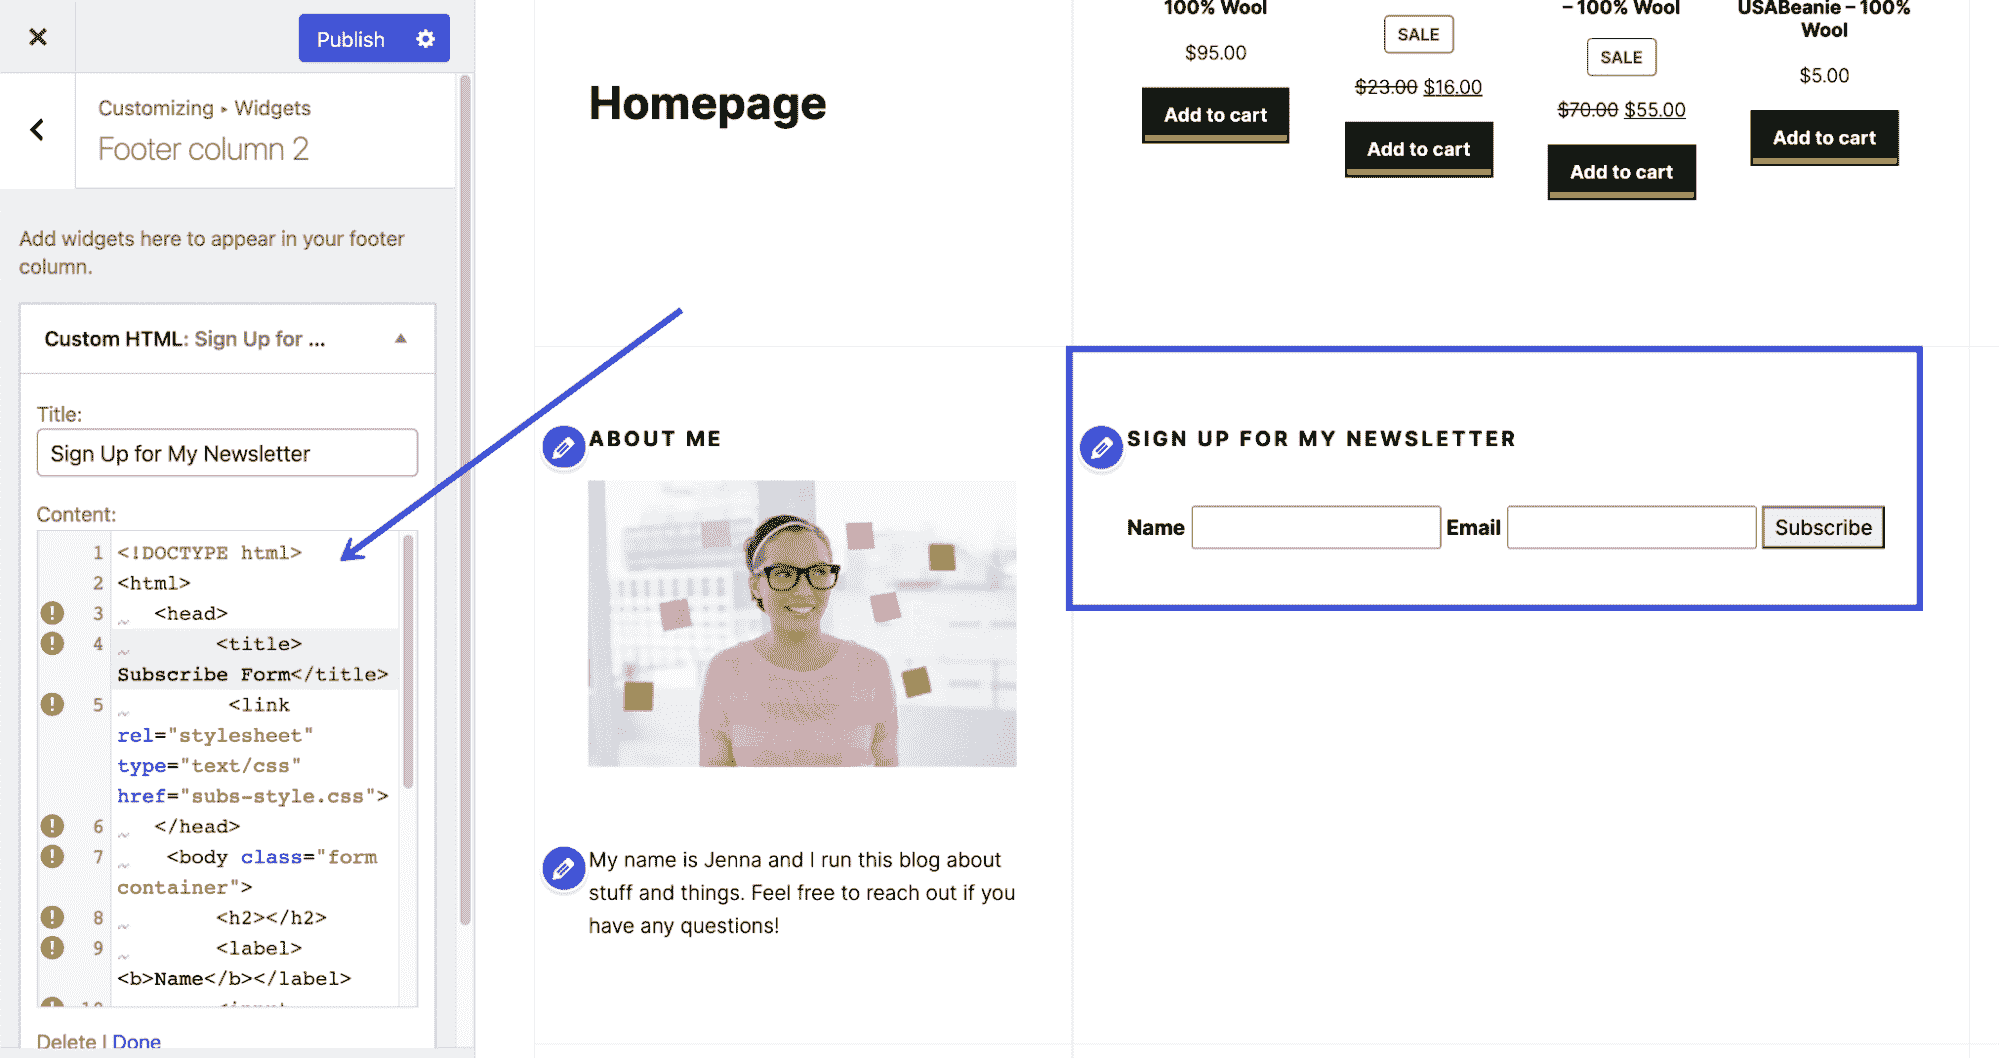 Publish
Customizing ▸ Widgets
Footer column 2
Add widgets here to appear in your footer
column.
Custom HTML: Sign Up for ...
Title:
Sign Up for My Newsletter
Content:
1 <!DOCTYPE html>
2 <html>
3 <head>
4 <title>
Subscribe Form</title>
5 <link
rel="stylesheet"
type="text/css"
href="subs-style.css">
6 </head>
7 <body class="form
container">
8 <h2></h2>
9 <label>
<b>Name</b></label>
10 <input
Delete | Done
Homepage
100% Wool
$95.00
Add to cart
SALE
$23.00 $16.00
Add to cart
– 100% Wool
SALE
$70.00 $55.00
Add to cart
USABeanie – 100%
Wool
$5.00
Add to cart
ABOUT ME
My name is Jenna and I run this blog about
stuff and things. Feel free to reach out if you
have any questions!
SIGN UP FOR MY NEWSLETTER
Name Email Subscribe